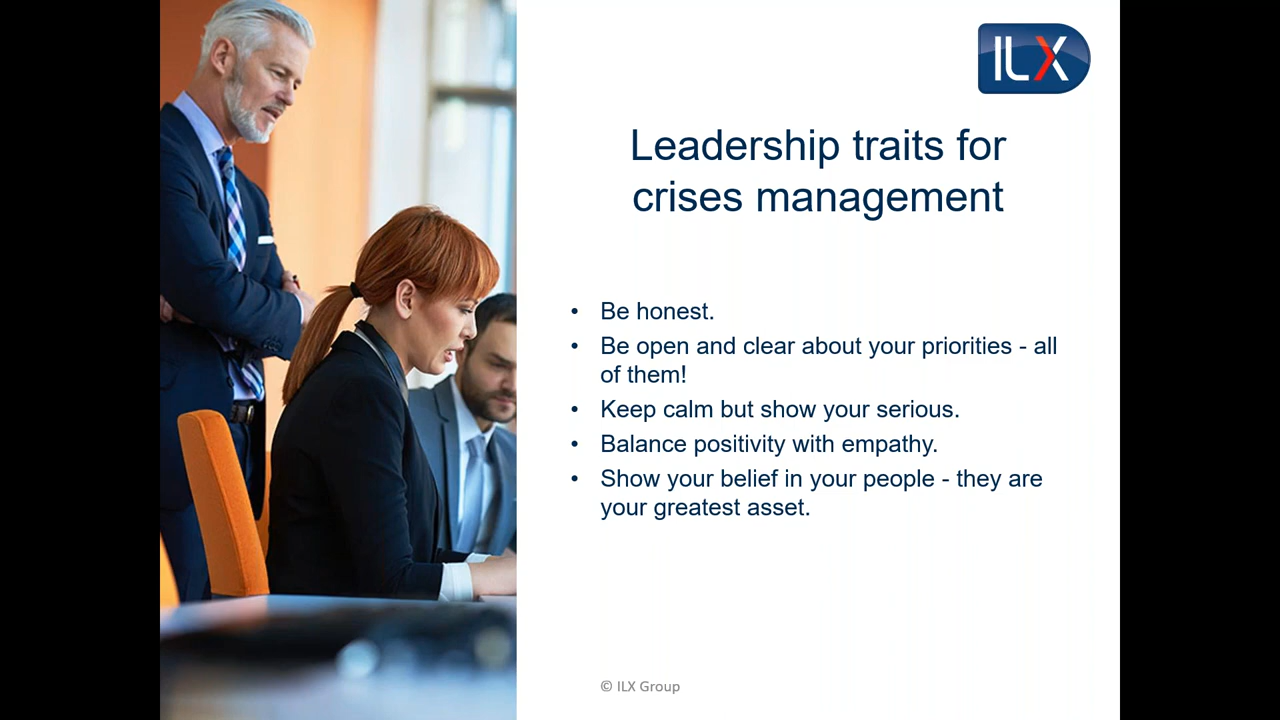 ILX
Leadership traits for
crises management
• Be honest.
• Be open and clear about your priorities - all
of them!
• Keep calm but show your serious.
• Balance positivity with empathy.
• Show your belief in your people - they are
your greatest asset.
© ILX Group